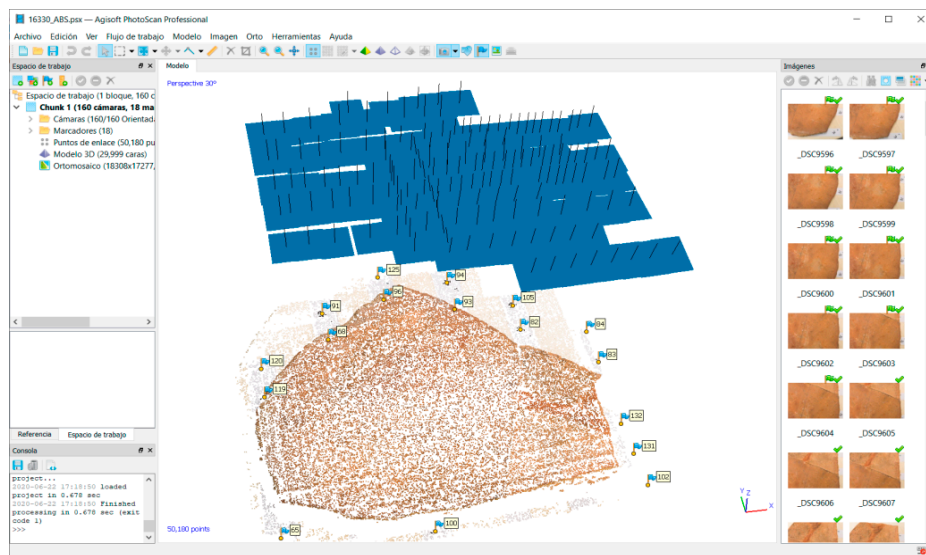 16330_ABS.psx — Agisoft PhotoScan Professional
Archivo Edición Ver Flujo de trabajo Modelo Imagen Orto Herramientas Ayuda
Espacio de trabajo
Espacio de trabajo (1 bloque, 160 c
Chunk 1 (160 cámaras, 18 ma
Cámaras (160/160 Orientad
Marcadores (18)
Puntos de enlace (50,180 pu
Modelo 3D (29,999 caras)
Ortomosaico (18308x17277,
Referencia Espacio de trabajo
Consola
project...
2020-06-22 17:18:50 loaded
project in 0.678 sec
2020-06-22 17:18:50 Finished
processing in 0.678 sec (exit
code 1)
>>>
Modelo
Perspective 30°
125
94
96
91
93
105
68
82
84
83
120
119
132
131
102
100
65
Y Z
X
50,180 points
Imágenes
_DSC9596 _DSC9597
_DSC9598 _DSC9599
_DSC9600 _DSC9601
_DSC9602 _DSC9603
_DSC9604 _DSC9605
_DSC9606 _DSC9607